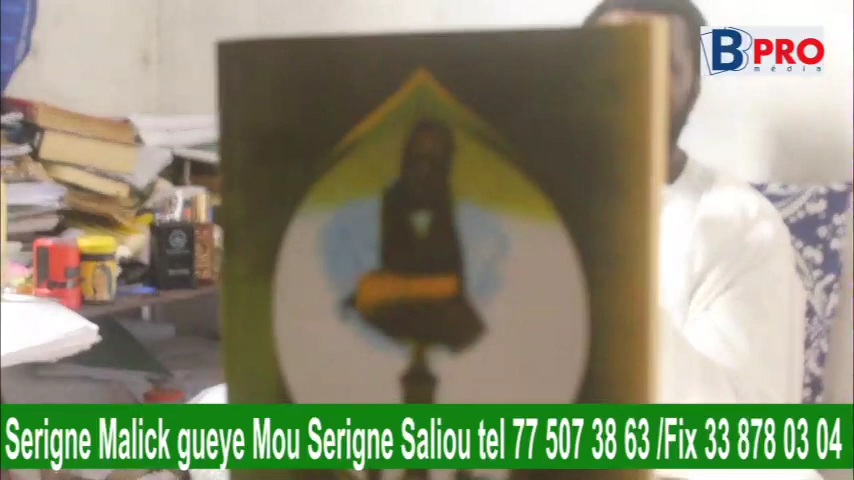 BPRO
média
Serigne Malick gueye Mou Serigne Saliou tel 77 507 38 63 /Fix 33 878 03 04